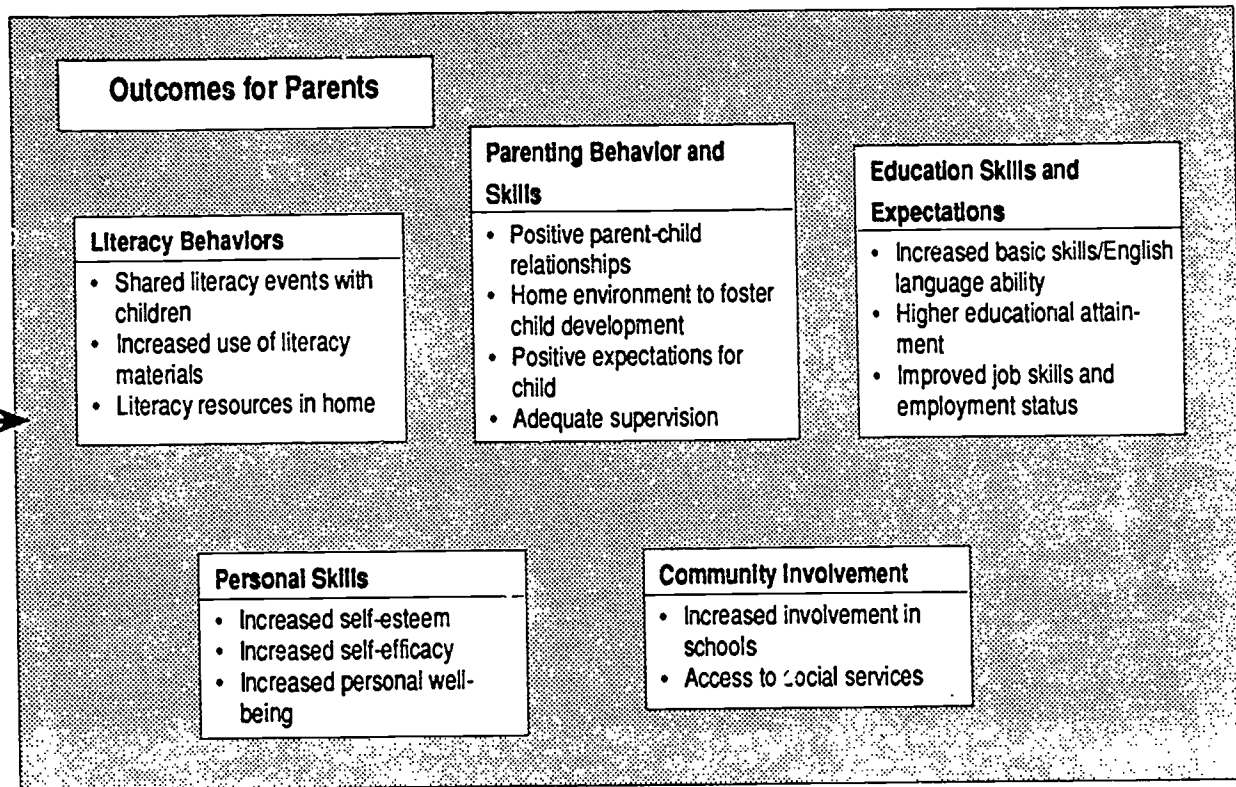 Outcomes for Parents
Literacy Behaviors
• Shared literacy events with
children
• Increased use of literacy
materials
• Literacy resources in home
Parenting Behavior and
Skills
• Positive parent-child
relationships
• Home environment to foster
child development
• Positive expectations for
child
• Adequate supervision
Education Skills and
Expectations
• Increased basic skills/English
language ability
• Higher educational attain-
ment
• Improved job skills and
employment status
Personal Skills
• Increased self-esteem
• Increased self-efficacy
• Increased personal well-
being
Community Involvement
• Increased involvement in
schools
• Access to social services